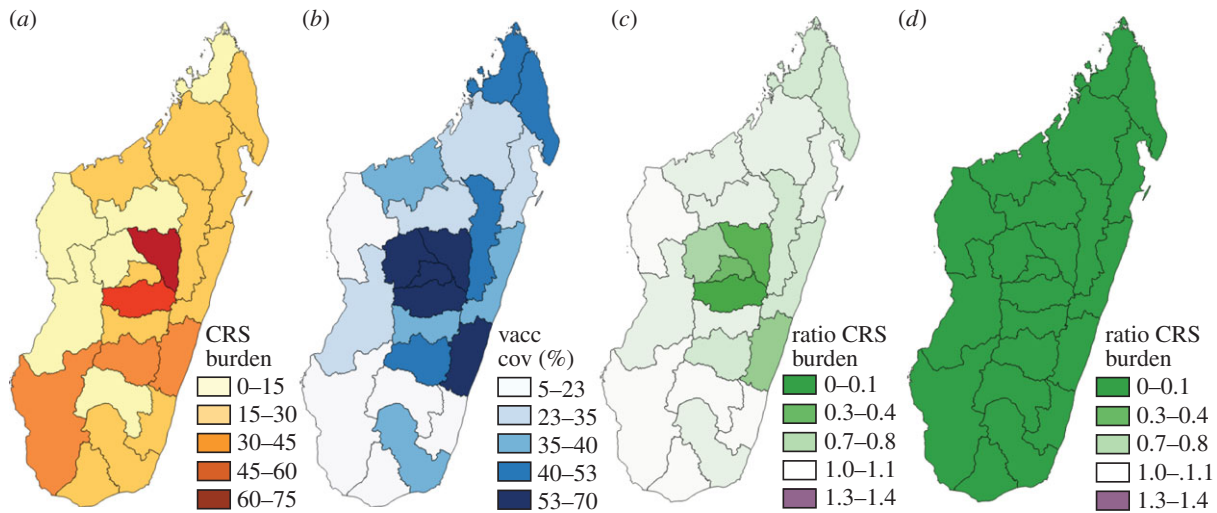 (a)
CRS
burden
0–15
15–30
30–45
45–60
60–75
(b)
vacc
cov (%)
5–23
23–35
35–40
40–53
53–70
(c)
ratio CRS
burden
0–0.1
0.3–0.4
0.7–0.8
1.0–1.1
1.3–1.4
(d)
ratio CRS
burden
0–0.1
0.3–0.4
0.7–0.8
1.0–.1.1
1.3–1.4